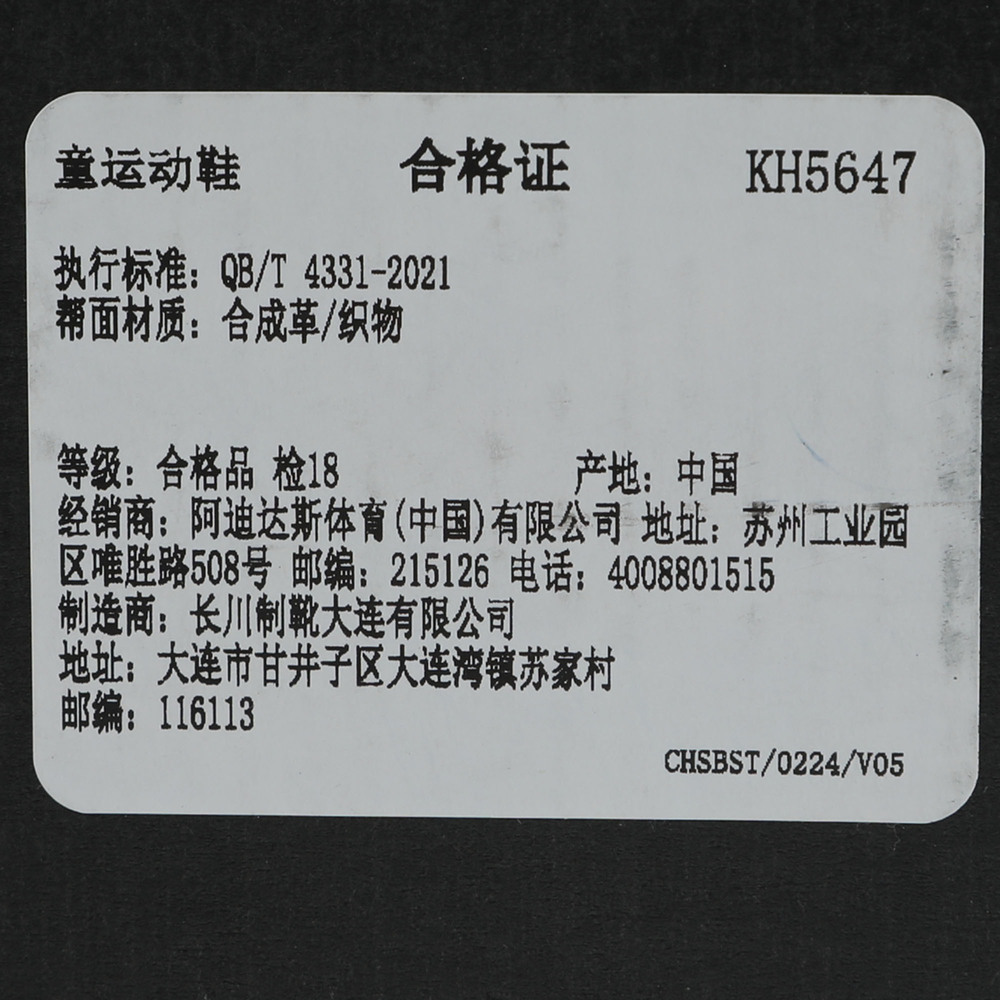 童运动鞋 合格证 KH5647
执行标准：QB/T 4331-2021
帮面材质：合成革/织物
等级：合格品 检18 产地：中国
经销商：阿迪达斯体育(中国)有限公司 地址：苏州工业园
区唯胜路508号 邮编：215126 电话：4008801515
制造商：长川制靴大连有限公司
地址：大连市甘井子区大连湾镇苏家村
邮编：116113
CHSBST/0224/V05